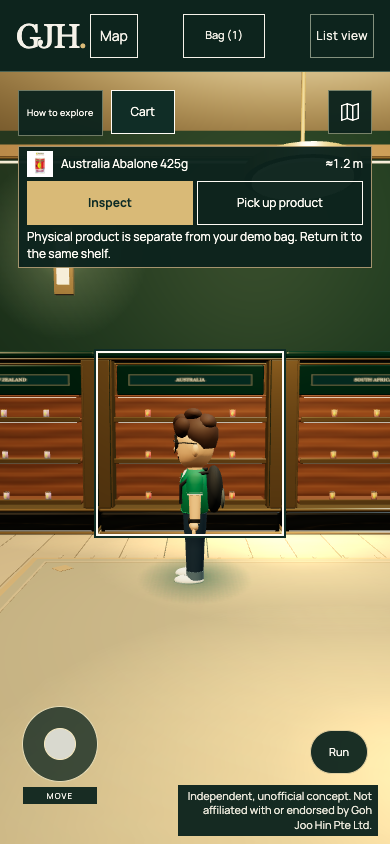 GJH.
Map
Bag (1)
List view
How to explore
Cart
Australia Abalone 425g
≈1.2 m
Inspect
Pick up product
Physical product is separate from your demo bag. Return it to
the same shelf.
ZEALAND
AUSTRALIA
SOUTH AFRICA
Run
MOVE
Independent, unofficial concept. Not
affiliated with or endorsed by Goh
Joo Hin Pte Ltd.